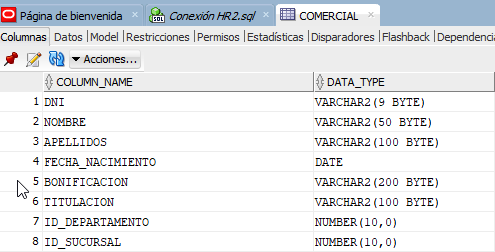 Página de bienvenida Conexión HR2.sql COMERCIAL
Columnas Datos Model Restricciones Permisos Estadísticas Disparadores Flashback Dependencia
Acciones...
COLUMN_NAME DATA_TYPE
1 DNI VARCHAR2(9 BYTE)
2 NOMBRE VARCHAR2(50 BYTE)
3 APELLIDOS VARCHAR2(100 BYTE)
4 FECHA_NACIMIENTO DATE
5 BONIFICACION VARCHAR2(200 BYTE)
6 TITULACION VARCHAR2(100 BYTE)
7 ID_DEPARTAMENTO NUMBER(10,0)
8 ID_SUCURSAL NUMBER(10,0)